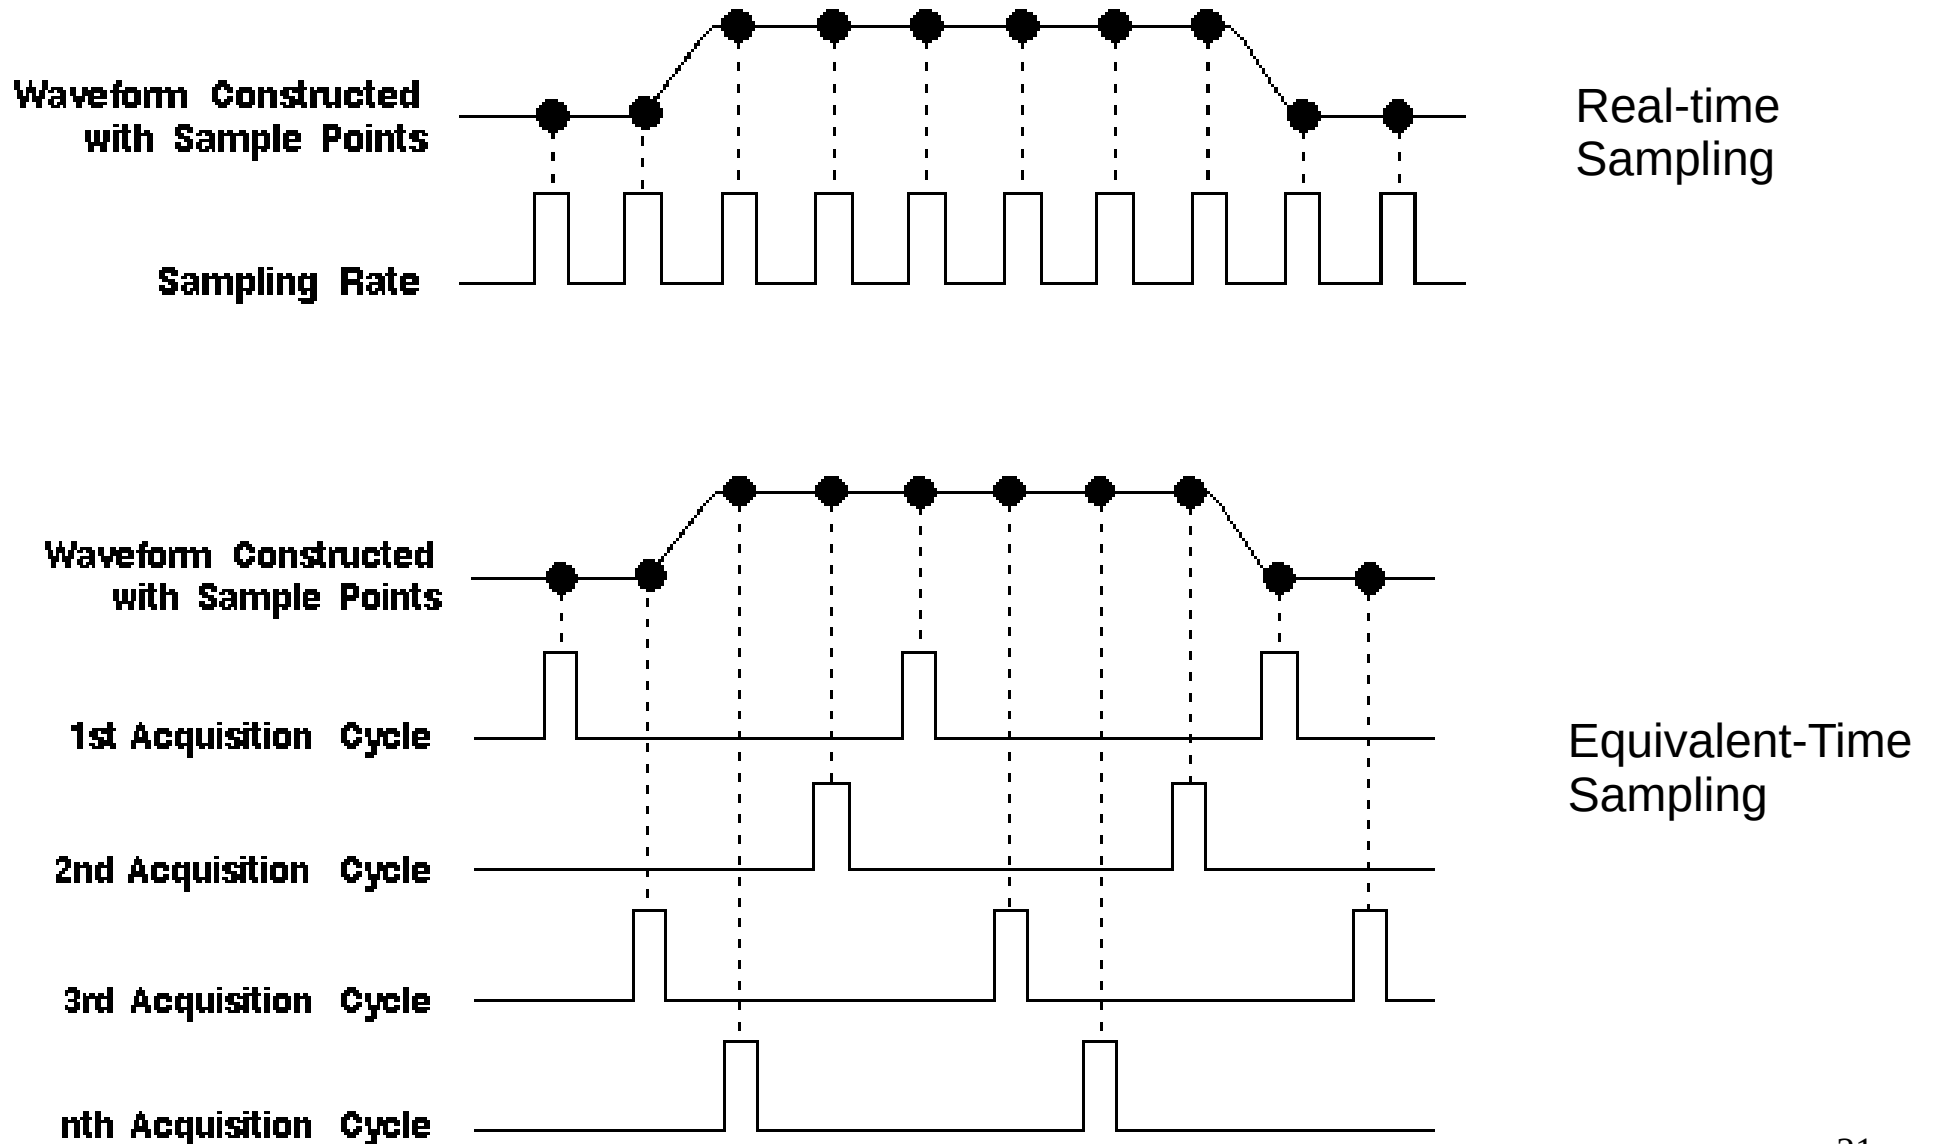 Waveform Constructed
with Sample Points
Real-time
Sampling
Sampling Rate
Waveform Constructed
with Sample Points
1st Acquisition Cycle
Equivalent-Time
Sampling
2nd Acquisition Cycle
3rd Acquisition Cycle
nth Acquisition Cycle